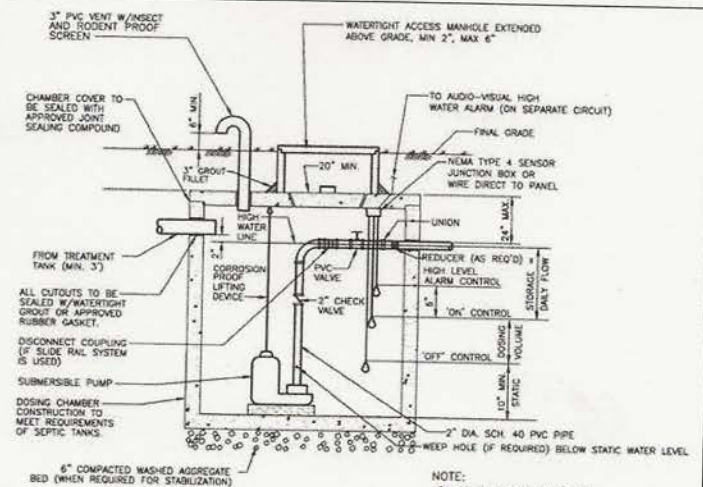 3" PVC VENT W/INSECT
AND RODENT PROOF
SCREEN
WATERTIGHT ACCESS MANHOLE EXTENDED
ABOVE GRADE, MIN 2", MAX 6"
CHAMBER COVER TO
BE SEALED WITH
APPROVED JOINT
SEALING COMPOUND
6" MIN.
TO AUDIO-VISUAL HIGH
WATER ALARM (ON SEPARATE CIRCUIT)
FINAL GRADE
3" GROUT
FILLET
20" MIN.
NEMA TYPE 4 SENSOR
JUNCTION BOX OR
WIRE DIRECT TO PANEL
HIGH
WATER
LINE
UNION
24" MAX.
FROM TREATMENT
TANK (MIN. 3')
2"
CORROSION
PROOF
LIFTING
DEVICE
PVC
VALVE
REDUCER (AS REQ'D)
HIGH LEVEL
ALARM CONTROL
STORAGE =
DAILY FLOW
ALL CUTOUTS TO BE
SEALED W/WATERTIGHT
GROUT OR APPROVED
RUBBER GASKET.
2" CHECK
VALVE
6"
"ON" CONTROL
DISCONNECT COUPLING
(IF SLIDE RAIL SYSTEM
IS USED)
DOSING
VOLUME
"OFF" CONTROL
SUBMERSIBLE PUMP
10" MIN.
STATIC
DOSING CHAMBER
CONSTRUCTION TO
MEET REQUIREMENTS
OF SEPTIC TANKS.
2" DIA. SCH. 40 PVC PIPE
WEEP HOLE (IF REQUIRED) BELOW STATIC WATER LEVEL
6" COMPACTED WASHED AGGREGATE
BED (WHEN REQUIRED FOR STABILIZATION)
NOTE: